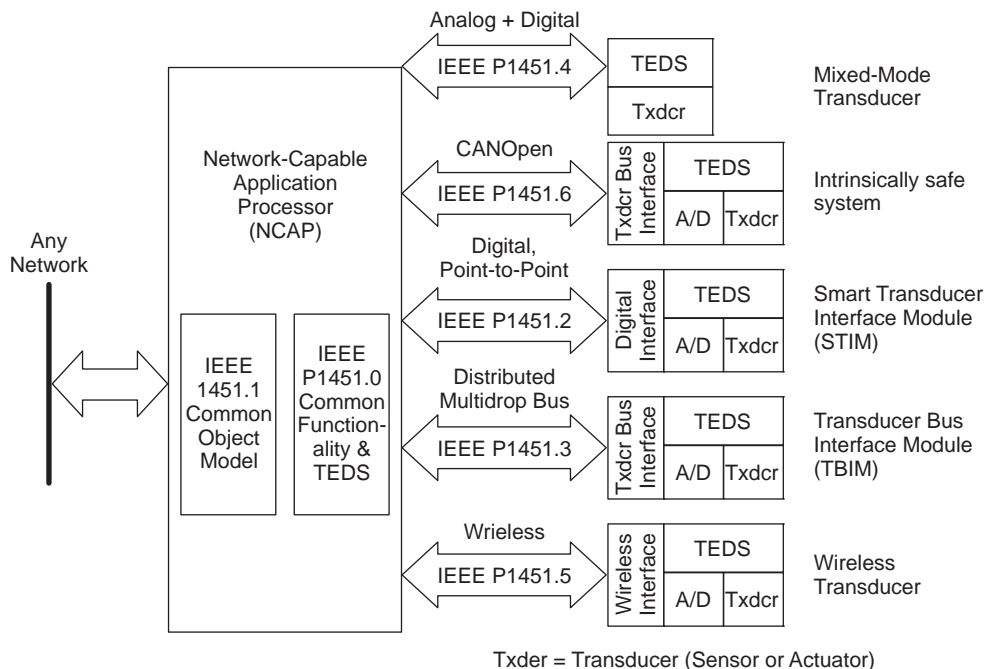 Analog + Digital
IEEE P1451.4
TEDS
Txdcr
Mixed-Mode
Transducer
Network-Capable
Application
Processor
(NCAP)
CANOpen
IEEE P1451.6
Txdcr Bus
Interface
TEDS
A/D
Txdcr
Intrinsically safe
system
Any
Network
Digital,
Point-to-Point
IEEE P1451.2
Digital
Interface
TEDS
A/D
Txdcr
Smart Transducer
Interface Module
(STIM)
IEEE
1451.1
Common
Object
Model
IEEE
P1451.0
Common
Function-
ality &
TEDS
Distributed
Multidrop Bus
IEEE P1451.3
Txdcr Bus
Interface
TEDS
A/D
Txdcr
Transducer Bus
Interface Module
(TBIM)
Wrieless
IEEE P1451.5
Wireless
Interface
TEDS
A/D
Txdcr
Wireless
Transducer
Txder = Transducer (Sensor or Actuator)